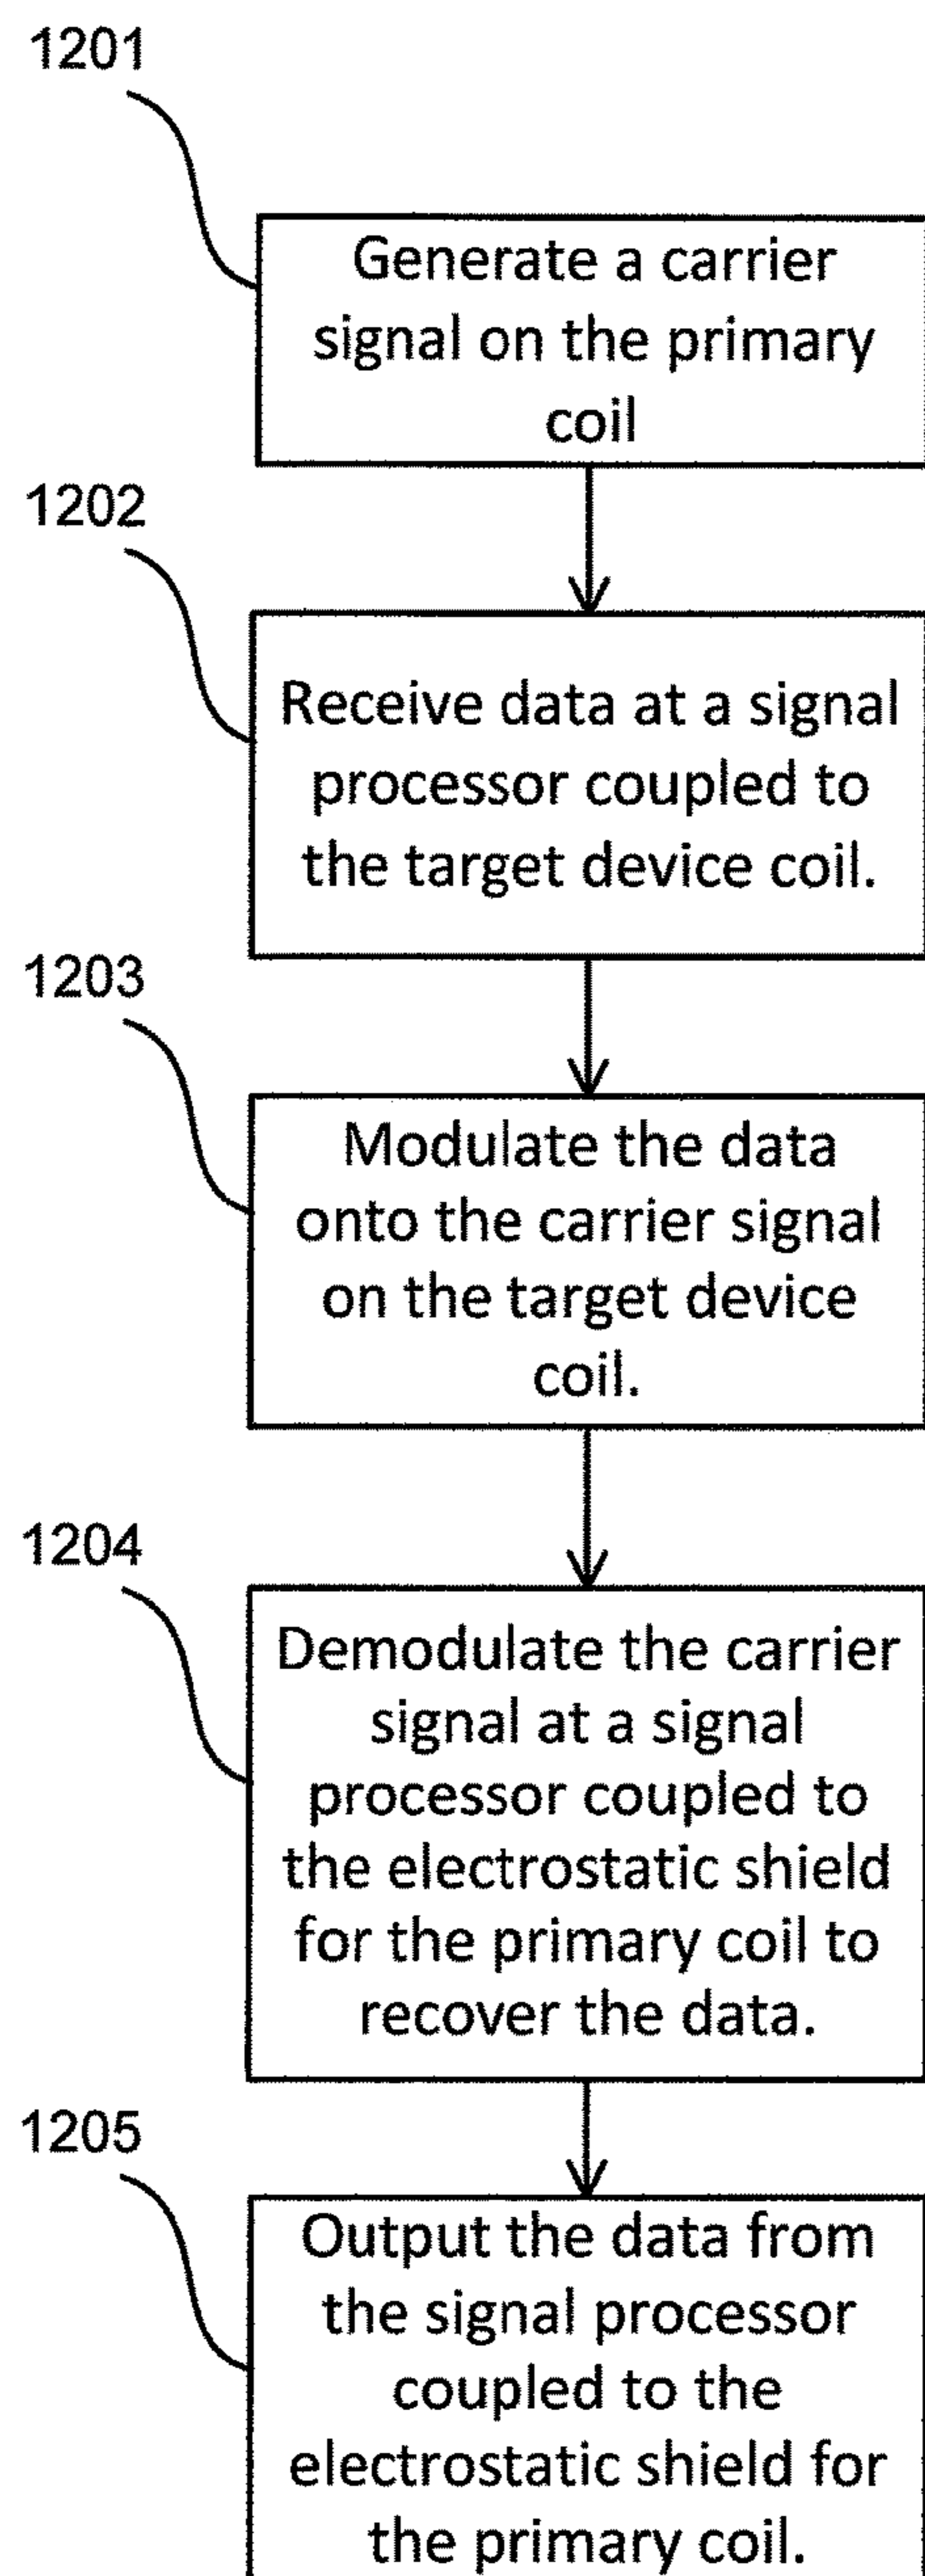 1201
Generate a carrier
signal on the primary
coil
1202
Receive data at a signal
processor coupled to
the target device coil.
1203
Modulate the data
onto the carrier signal
on the target device
coil.
1204
Demodulate the carrier
signal at a signal
processor coupled to
the electrostatic shield
for the primary coil to
recover the data.
1205
Output the data from
the signal processor
coupled to the
electrostatic shield for
the primary coil.